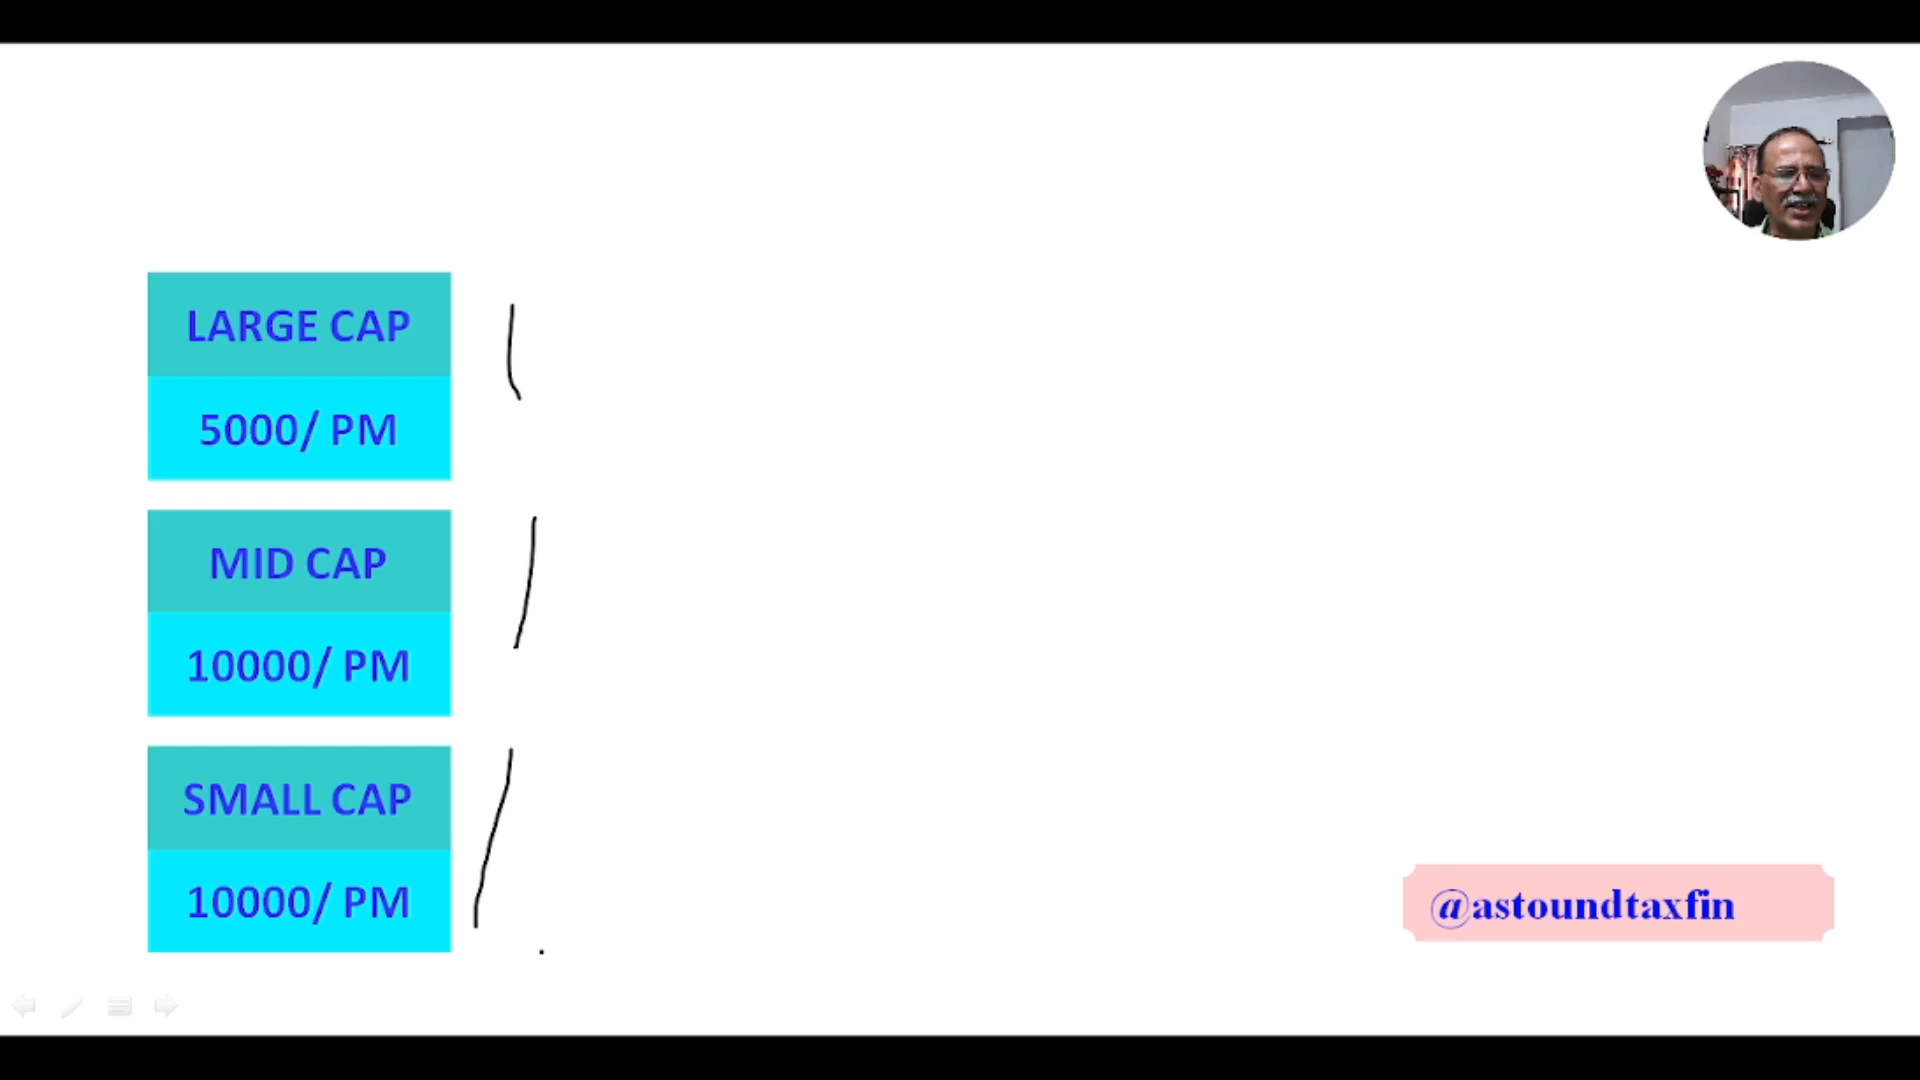 LARGE CAP
5000/ PM
MID CAP
10000/ PM
SMALL CAP
10000/ PM
@astoundtaxfin